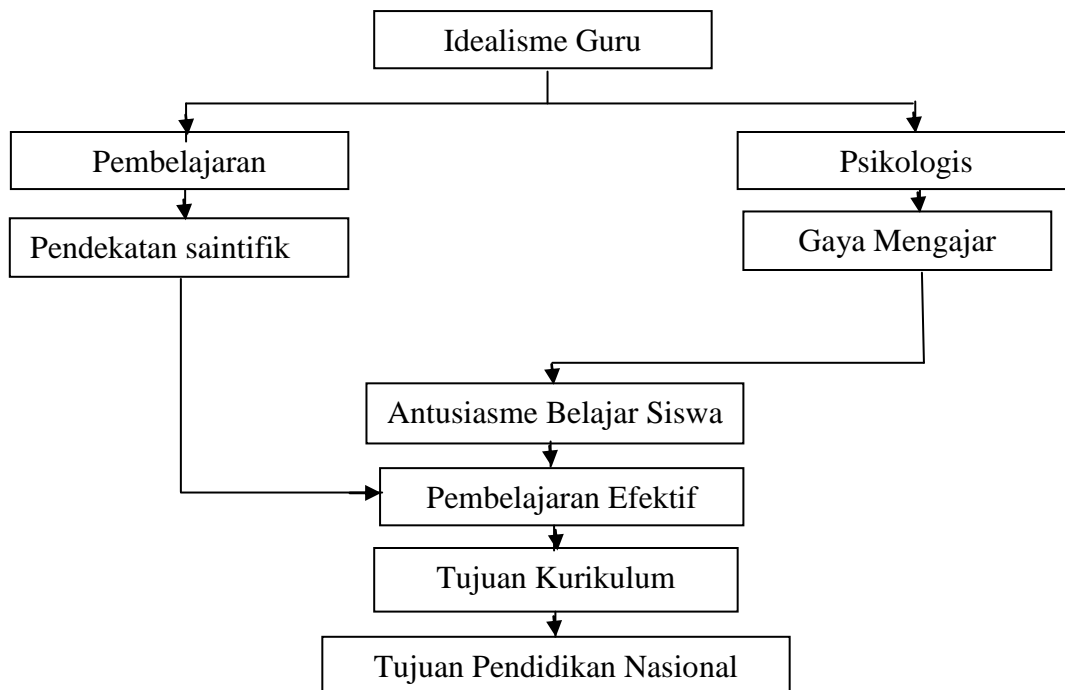 Idealisme Guru
Pembelajaran
Psikologis
Pendekatan saintifik
Gaya Mengajar
Antusiasme Belajar Siswa
Pembelajaran Efektif
Tujuan Kurikulum
Tujuan Pendidikan Nasional